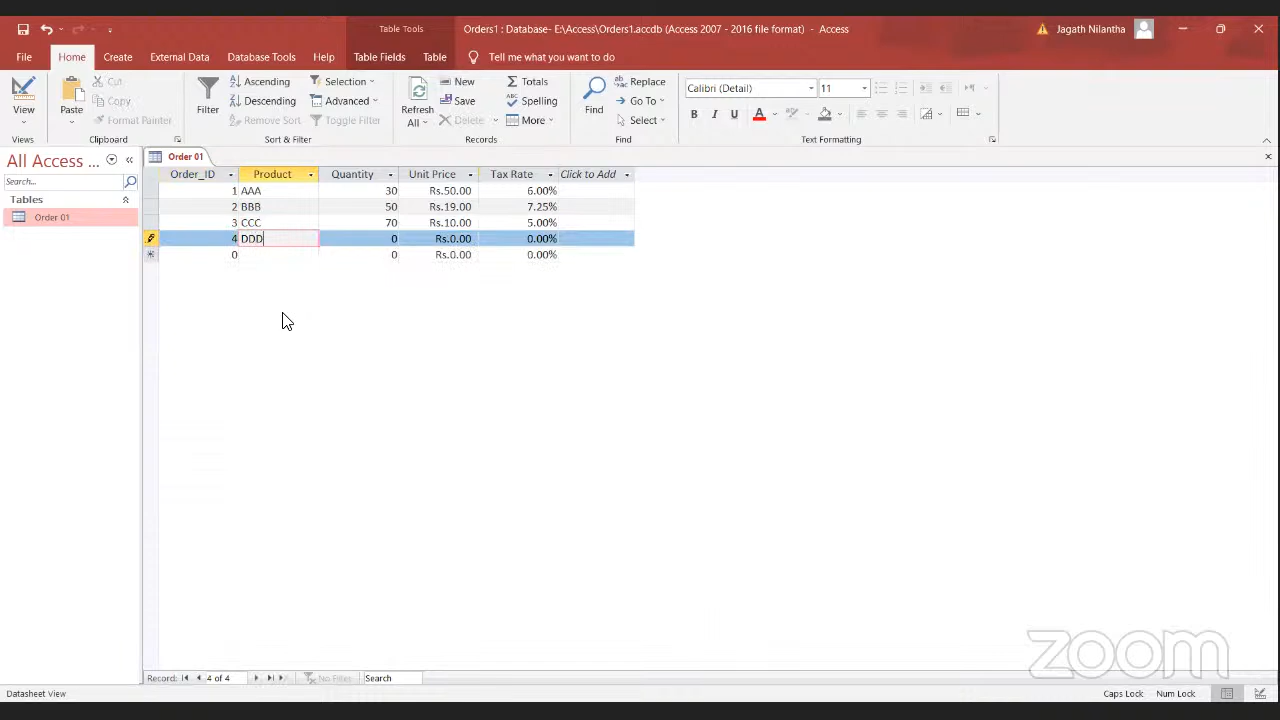 Table Tools
Orders1 : Database- E:\Access\Orders1.accdb (Access 2007 - 2016 file format) - Access
Jagath Nilantha
File Home Create External Data Database Tools Help Table Fields Table Tell me what you want to do
View
Views
Paste
Cut
Copy
Format Painter
Clipboard
Filter
Ascending
Descending
Remove Sort
Selection
Advanced
Toggle Filter
Sort & Filter
Refresh
All
New
Save
Delete
Totals
Spelling
More
Records
Find
Replace
Go To
Select
Find
Calibri (Detail) 11
B I U A
Text Formatting
All Access ...
Search...
Tables
Order 01
Order 01
Order_ID Product Quantity Unit Price Tax Rate Click to Add
1 AAA 30 Rs.50.00 6.00%
2 BBB 50 Rs.19.00 7.25%
3 CCC 70 Rs.10.00 5.00%
4 DDD 0 Rs.0.00 0.00%
0 0 Rs.0.00 0.00%
zoom
Record: 4 of 4 No Filter Search
Datasheet View Caps Lock Num Lock